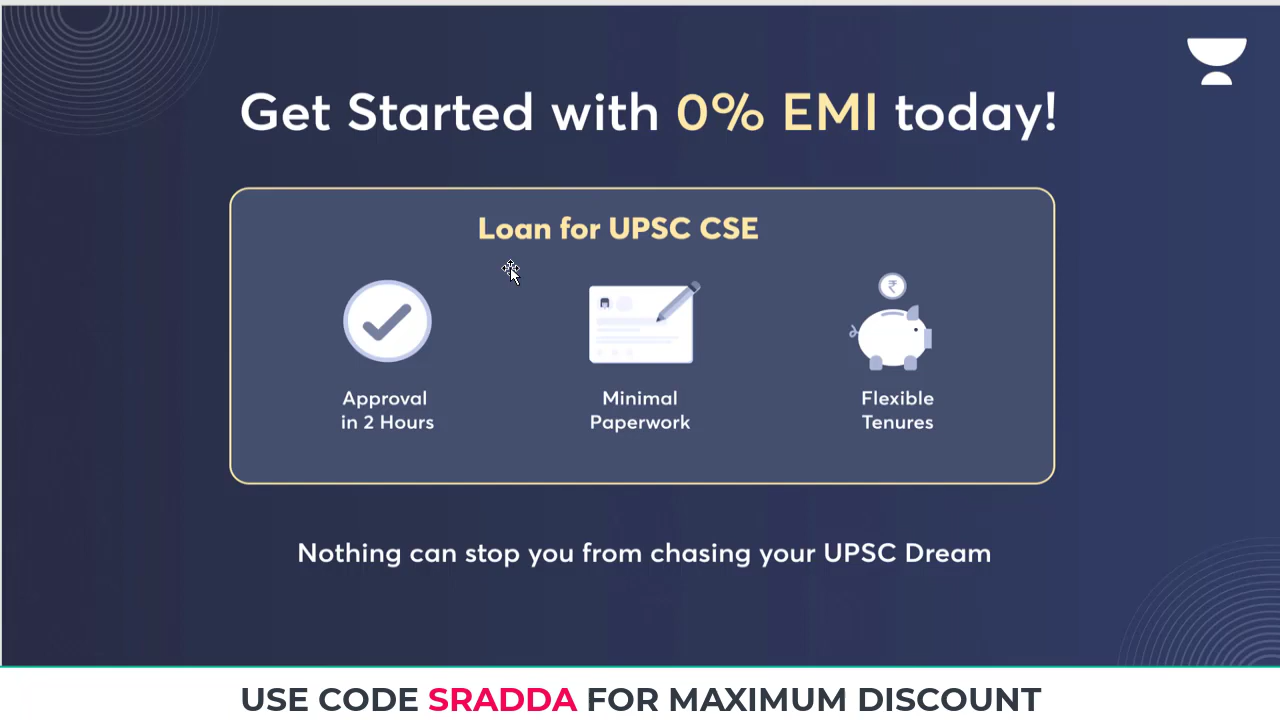 Get Started with 0% EMI today!
Loan for UPSC CSE
₹
Approval
in 2 Hours
Minimal
Paperwork
Flexible
Tenures
Nothing can stop you from chasing your UPSC Dream
USE CODE SRADDA FOR MAXIMUM DISCOUNT